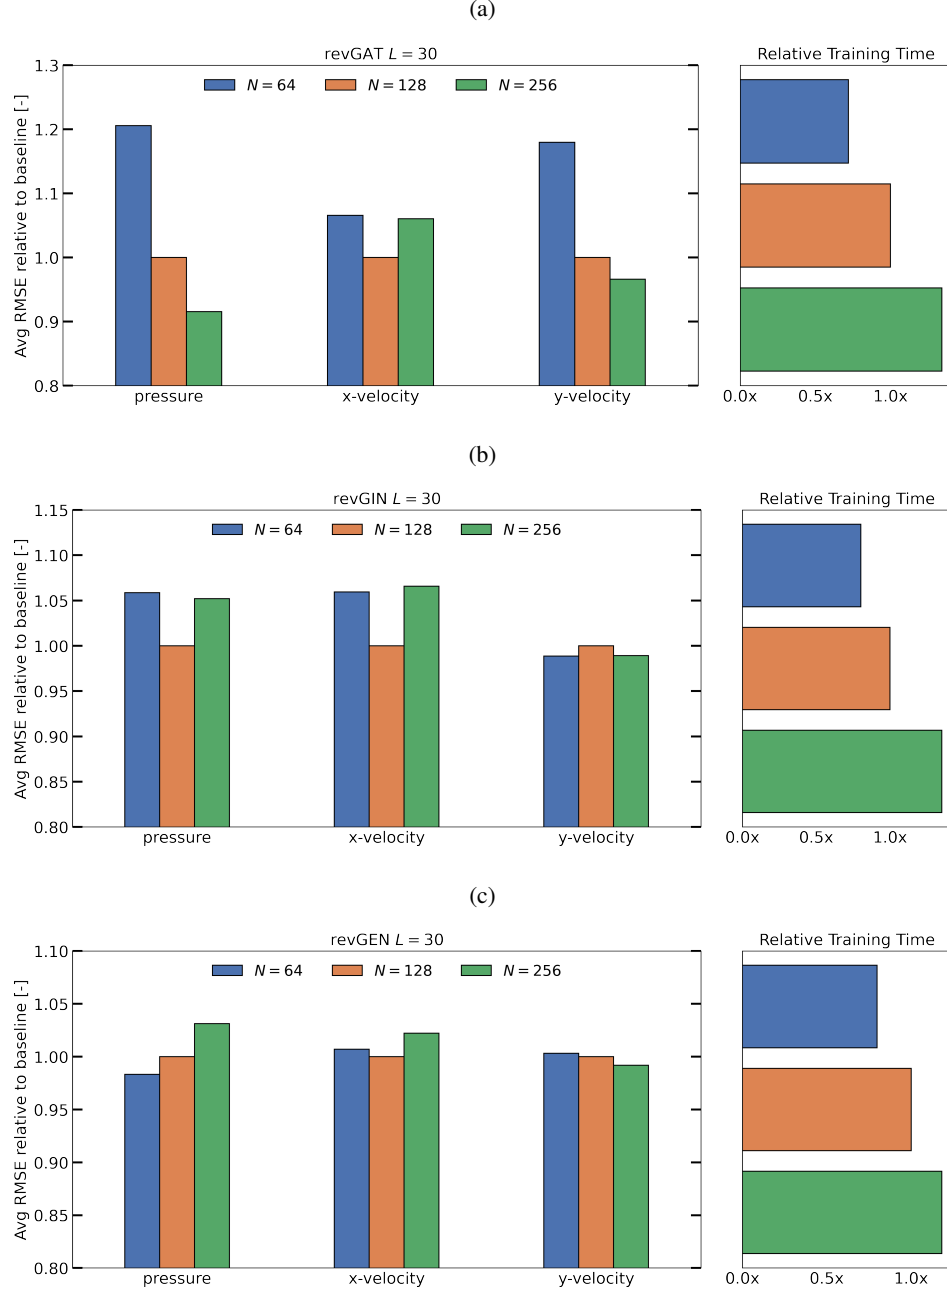 (a)
revGAT L = 30
Relative Training Time
N = 64 N = 128 N = 256
Avg RMSE relative to baseline [-]
1.3
1.2
1.1
1.0
0.9
0.8
pressure x-velocity y-velocity
0.0x 0.5x 1.0x
(b)
revGIN L = 30
Relative Training Time
N = 64 N = 128 N = 256
Avg RMSE relative to baseline [-]
1.15
1.10
1.05
1.00
0.95
0.90
0.85
0.80
pressure x-velocity y-velocity
0.0x 0.5x 1.0x
(c)
revGEN L = 30
Relative Training Time
N = 64 N = 128 N = 256
Avg RMSE relative to baseline [-]
1.10
1.05
1.00
0.95
0.90
0.85
0.80
pressure x-velocity y-velocity
0.0x 0.5x 1.0x